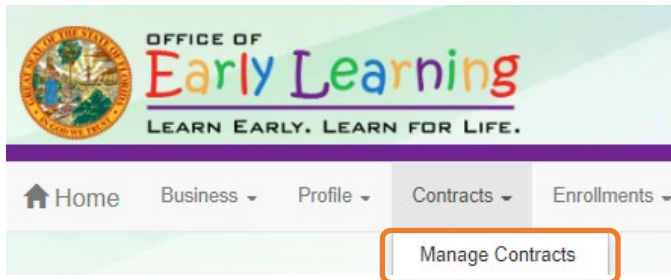 OFFICE OF
Early Learning
LEARN EARLY. LEARN FOR LIFE.
Home Business Profile Contracts Enrollments
Manage Contracts